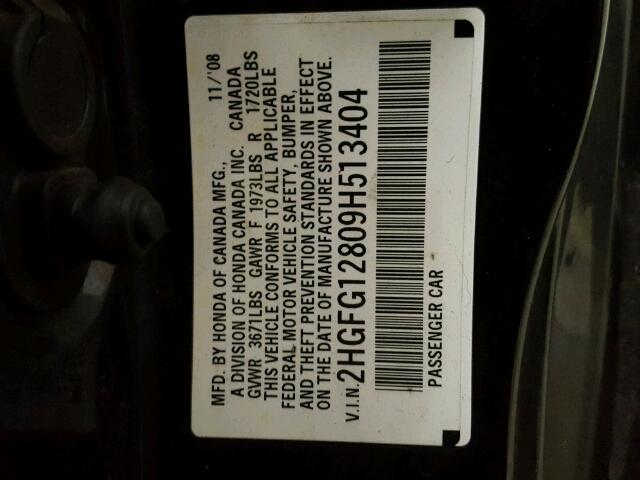 MFD. BY HONDA OF CANADA MFG., 11/'08
A DIVISION OF HONDA CANADA INC. CANADA
GVWR 3671LBS GAWR F 1973LBS R 1720LBS
THIS VEHICLE CONFORMS TO ALL APPLICABLE
FEDERAL MOTOR VEHICLE SAFETY, BUMPER,
AND THEFT PREVENTION STANDARDS IN EFFECT
ON THE DATE OF MANUFACTURE SHOWN ABOVE.
V.I.N. 2HGFG12809H513404
PASSENGER CAR